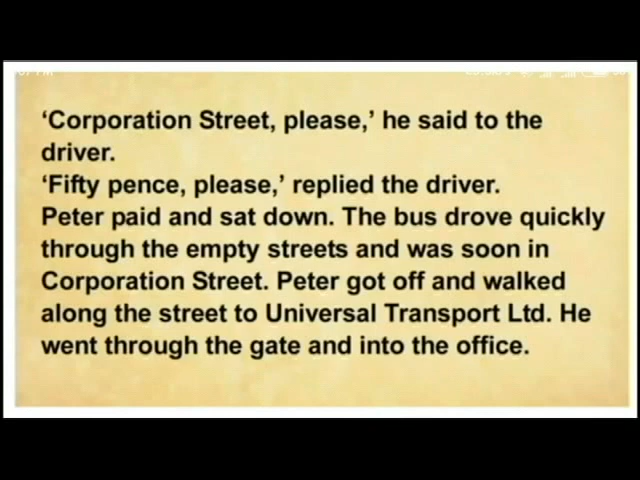 ‘Corporation Street, please,’ he said to the
driver.
‘Fifty pence, please,’ replied the driver.
Peter paid and sat down. The bus drove quickly
through the empty streets and was soon in
Corporation Street. Peter got off and walked
along the street to Universal Transport Ltd. He
went through the gate and into the office.